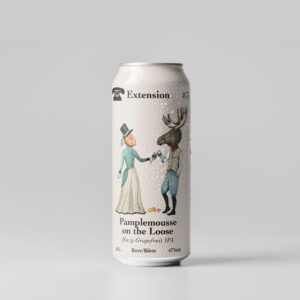 Extension
Pamplemousse
on the Loose
Hazy Grapefruit IPA
Beer/Bière 473mL